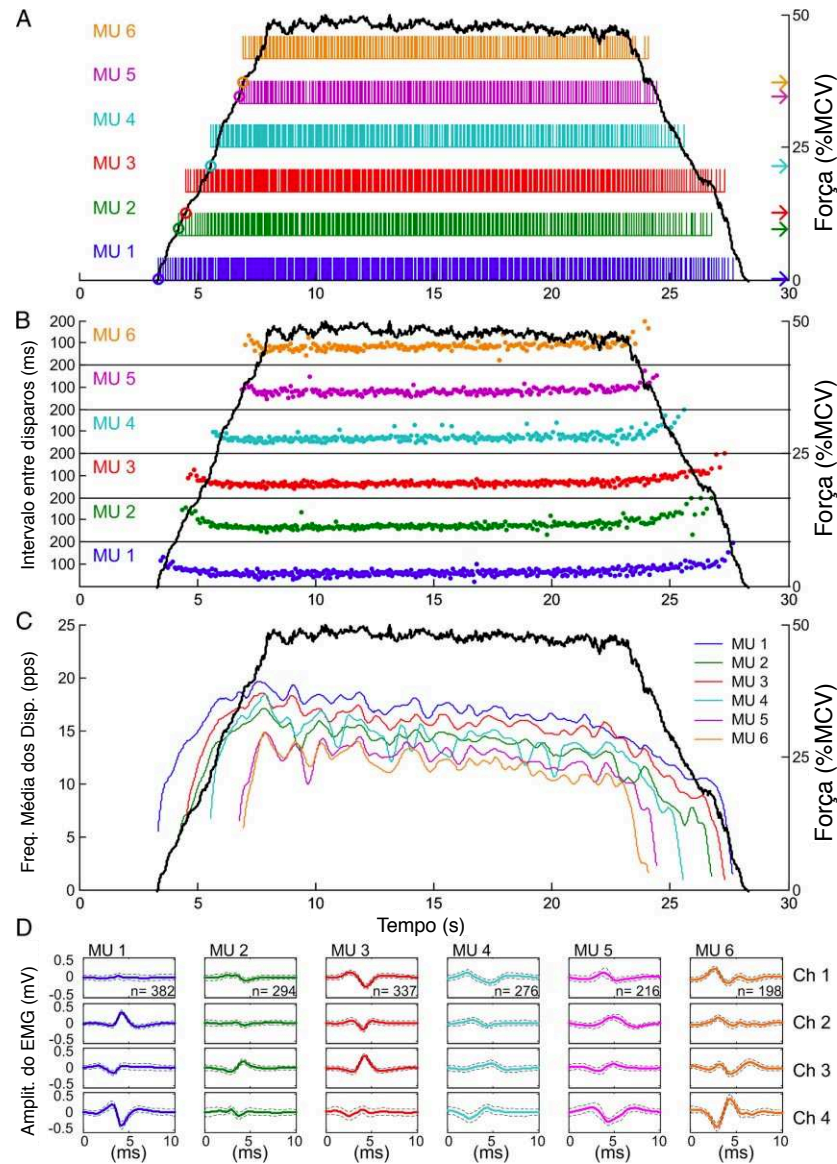 A
MU 6
MU 5
MU 4
MU 3
MU 2
MU 1
50
25
0
Força (%MCV)
0 5 10 15 20 25 30
B
Intervalo entre disparos (ms)
200
100
200
100
200
100
200
100
200
100
200
100
MU 6
MU 5
MU 4
MU 3
MU 2
MU 1
50
25
0
Força (%MCV)
0 5 10 15 20 25 30
C
Freq. Média dos Disp. (pps)
25
20
15
10
5
0
MU 1
MU 2
MU 3
MU 4
MU 5
MU 6
50
25
0
Força (%MCV)
0 5 10 15 20 25 30
Tempo (s)
D
MU 1 MU 2 MU 3 MU 4 MU 5 MU 6
Amplit. do EMG (mV)
0.5
0
-0.5
n= 382 n= 294 n= 337 n= 276 n= 216 n= 198
Ch 1
0.5
0
Ch 2
0.5
0
Ch 3
0.5
0
-0.5
Ch 4
0 5 10 0 5 10 0 5 10 0 5 10 0 5 10 0 5 10
(ms) (ms) (ms) (ms) (ms) (ms)